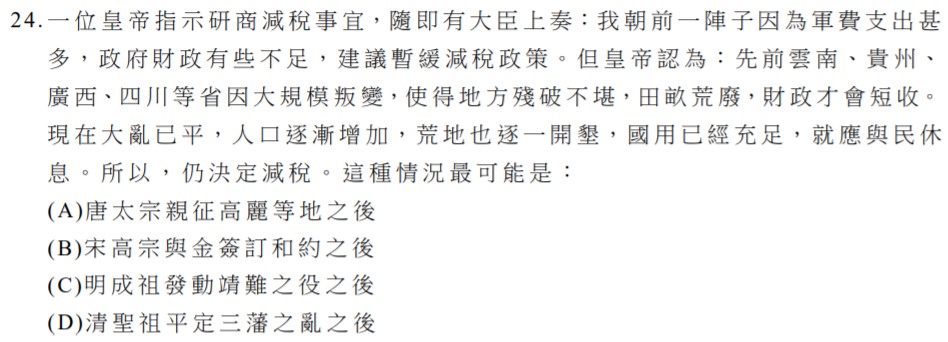 24.一位皇帝指示研商減稅事宜，隨即有大臣上奏：我朝前一陣子因為軍費支出甚
多，政府財政有些不足，建議暫緩減稅政策。但皇帝認為：先前雲南、貴州、
廣西、四川等省因大規模叛變，使得地方殘破不堪，田畝荒廢，財政才會短收。
現在大亂已平，人口逐漸增加，荒地也逐一開墾，國用已經充足，就應與民休
息。所以，仍決定減稅。這種情況最可能是：
(A)唐太宗親征高麗等地之後
(B)宋高宗與金簽訂和約之後
(C)明成祖發動靖難之役之後
(D)清聖祖平定三藩之亂之後